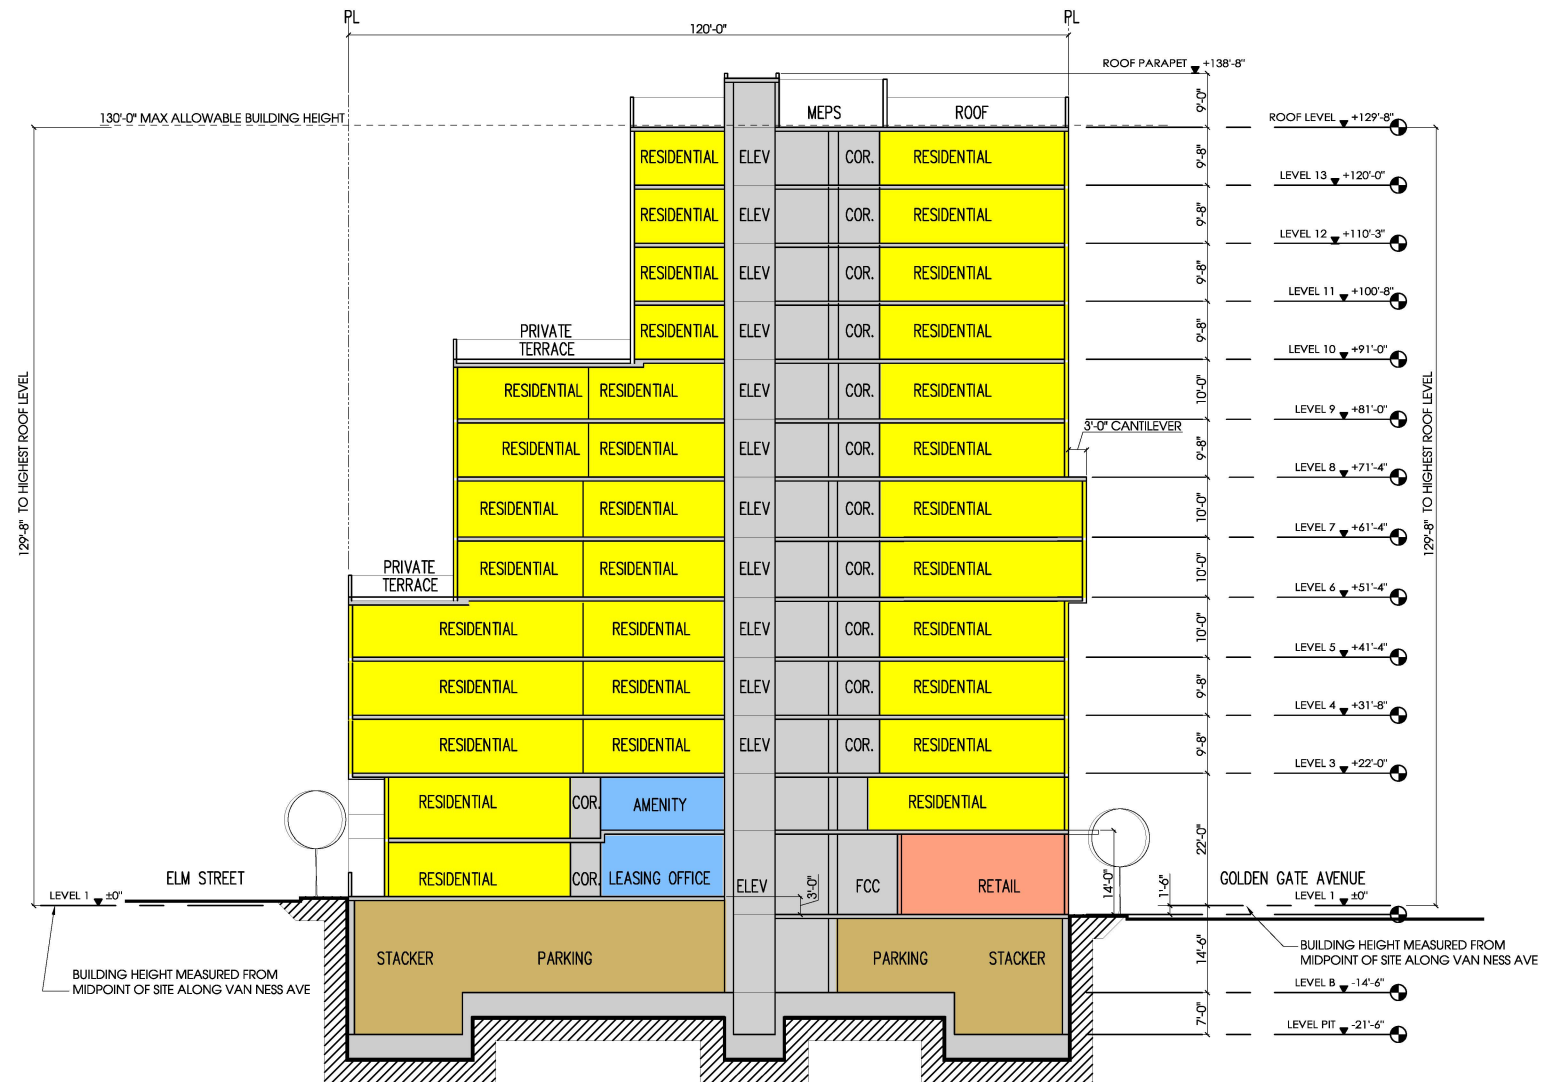 PL
PL
120'-0"
ROOF PARAPET +138'-8"
9'-0"
130'-0" MAX ALLOWABLE BUILDING HEIGHT
MEPS
ROOF
ROOF LEVEL +129'-8"
RESIDENTIAL ELEV COR. RESIDENTIAL
9'-8"
LEVEL 13 +120'-0"
RESIDENTIAL ELEV COR. RESIDENTIAL
9'-8"
LEVEL 12 +110'-3"
RESIDENTIAL ELEV COR. RESIDENTIAL
9'-8"
LEVEL 11 +100'-8"
PRIVATE
TERRACE
RESIDENTIAL ELEV COR. RESIDENTIAL
9'-8"
LEVEL 10 +91'-0"
RESIDENTIAL RESIDENTIAL ELEV COR. RESIDENTIAL
10'-0"
LEVEL 9 +81'-0"
3'-0" CANTILEVER
RESIDENTIAL RESIDENTIAL ELEV COR. RESIDENTIAL
9'-8"
LEVEL 8 +71'-4"
129'-8" TO HIGHEST ROOF LEVEL
129'-8" TO HIGHEST ROOF LEVEL
RESIDENTIAL RESIDENTIAL ELEV COR. RESIDENTIAL
10'-0"
LEVEL 7 +61'-4"
PRIVATE
TERRACE
RESIDENTIAL RESIDENTIAL ELEV COR. RESIDENTIAL
10'-0"
LEVEL 6 +51'-4"
RESIDENTIAL RESIDENTIAL ELEV COR. RESIDENTIAL
10'-0"
LEVEL 5 +41'-4"
RESIDENTIAL RESIDENTIAL ELEV COR. RESIDENTIAL
9'-8"
LEVEL 4 +31'-8"
RESIDENTIAL RESIDENTIAL ELEV COR. RESIDENTIAL
9'-8"
LEVEL 3 +22'-0"
RESIDENTIAL COR. AMENITY RESIDENTIAL
22'-0"
ELM STREET
RESIDENTIAL COR. LEASING OFFICE ELEV FCC RETAIL
3'-0"
14'-0"
1'-6"
GOLDEN GATE AVENUE
LEVEL 1 ±0"
LEVEL 1 ±0"
BUILDING HEIGHT MEASURED FROM
MIDPOINT OF SITE ALONG VAN NESS AVE
STACKER PARKING PARKING STACKER
14'-6"
BUILDING HEIGHT MEASURED FROM
MIDPOINT OF SITE ALONG VAN NESS AVE
LEVEL B -14'-6"
7'-0"
LEVEL PIT -21'-6"